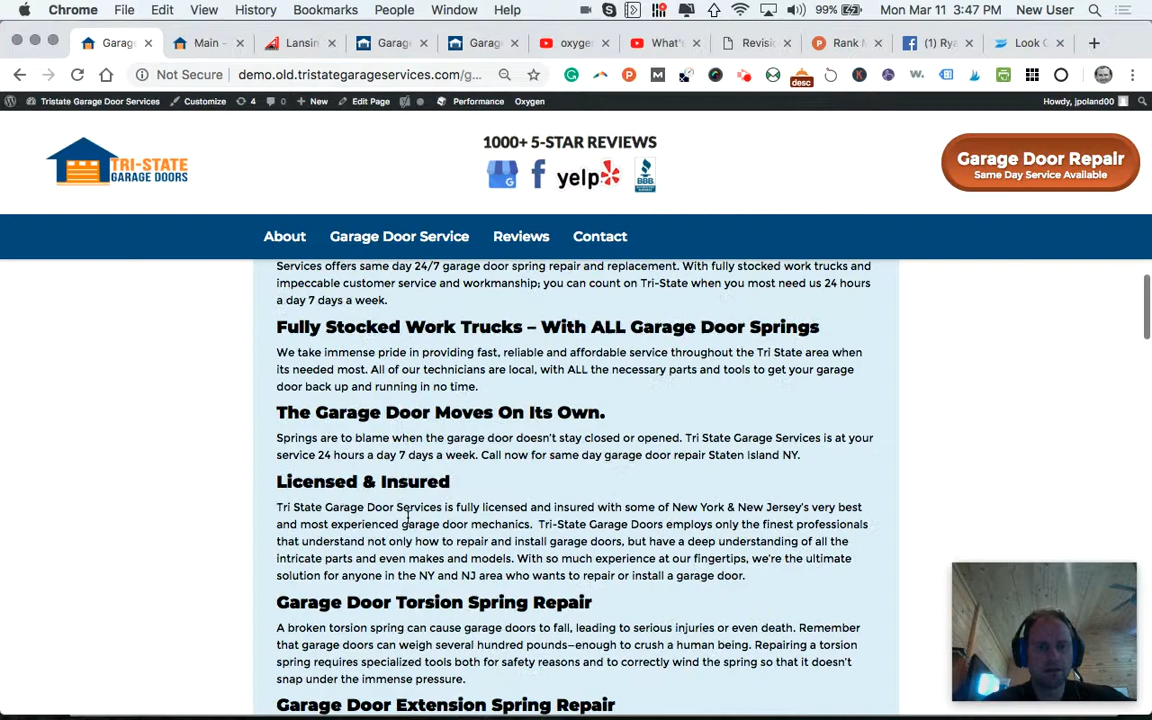 Chrome File Edit View History Bookmarks People Window Help 99% Mon Mar 11 3:47 PM New User
Garage Main - Lansin Garage Garage oxyge What's Revisio Rank M (1) Rya Look C
Not Secure demo.old.tristategarageservices.com/g...
desc
Tristate Garage Door Services Customize 4 0 New Edit Page Performance Oxygen Howdy, jpoland00
TRI-STATE
GARAGE DOORS
1000+ 5-STAR REVIEWS
yelp
BBB
Garage Door Repair
Same Day Service Available
About Garage Door Service Reviews Contact
Services offers same day 24/7 garage door spring repair and replacement. With fully stocked work trucks and
impeccable customer service and workmanship; you can count on Tri-State when you most need us 24 hours
a day 7 days a week.
Fully Stocked Work Trucks – With ALL Garage Door Springs
We take immense pride in providing fast, reliable and affordable service throughout the Tri State area when
its needed most. All of our technicians are local, with ALL the necessary parts and tools to get your garage
door back up and running in no time.
The Garage Door Moves On Its Own.
Springs are to blame when the garage door doesn't stay closed or opened. Tri State Garage Services is at your
service 24 hours a day 7 days a week. Call now for same day garage door repair Staten Island NY.
Licensed & Insured
Tri State Garage Door Services is fully licensed and insured with some of New York & New Jersey's very best
and most experienced garage door mechanics. Tri-State Garage Doors employs only the finest professionals
that understand not only how to repair and install garage doors, but have a deep understanding of all the
intricate parts and even makes and models. With so much experience at our fingertips, we're the ultimate
solution for anyone in the NY and NJ area who wants to repair or install a garage door.
Garage Door Torsion Spring Repair
A broken torsion spring can cause garage doors to fall, leading to serious injuries or even death. Remember
that garage doors can weigh several hundred pounds—enough to crush a human being. Repairing a torsion
spring requires specialized tools both for safety reasons and to correctly wind the spring so that it doesn't
snap under the immense pressure.
Garage Door Extension Spring Repair